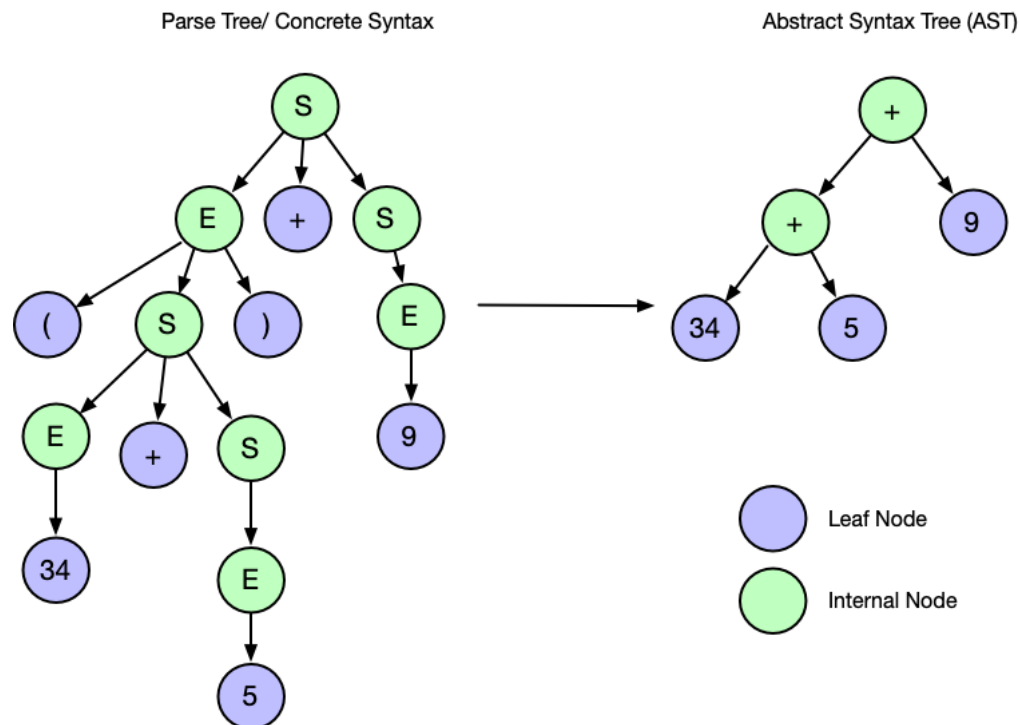 Parse Tree/ Concrete Syntax
Abstract Syntax Tree (AST)
S
E
+
S
(
S
)
E
E
+
S
9
34
E
5
+
+
9
34
5
Leaf Node
Internal Node